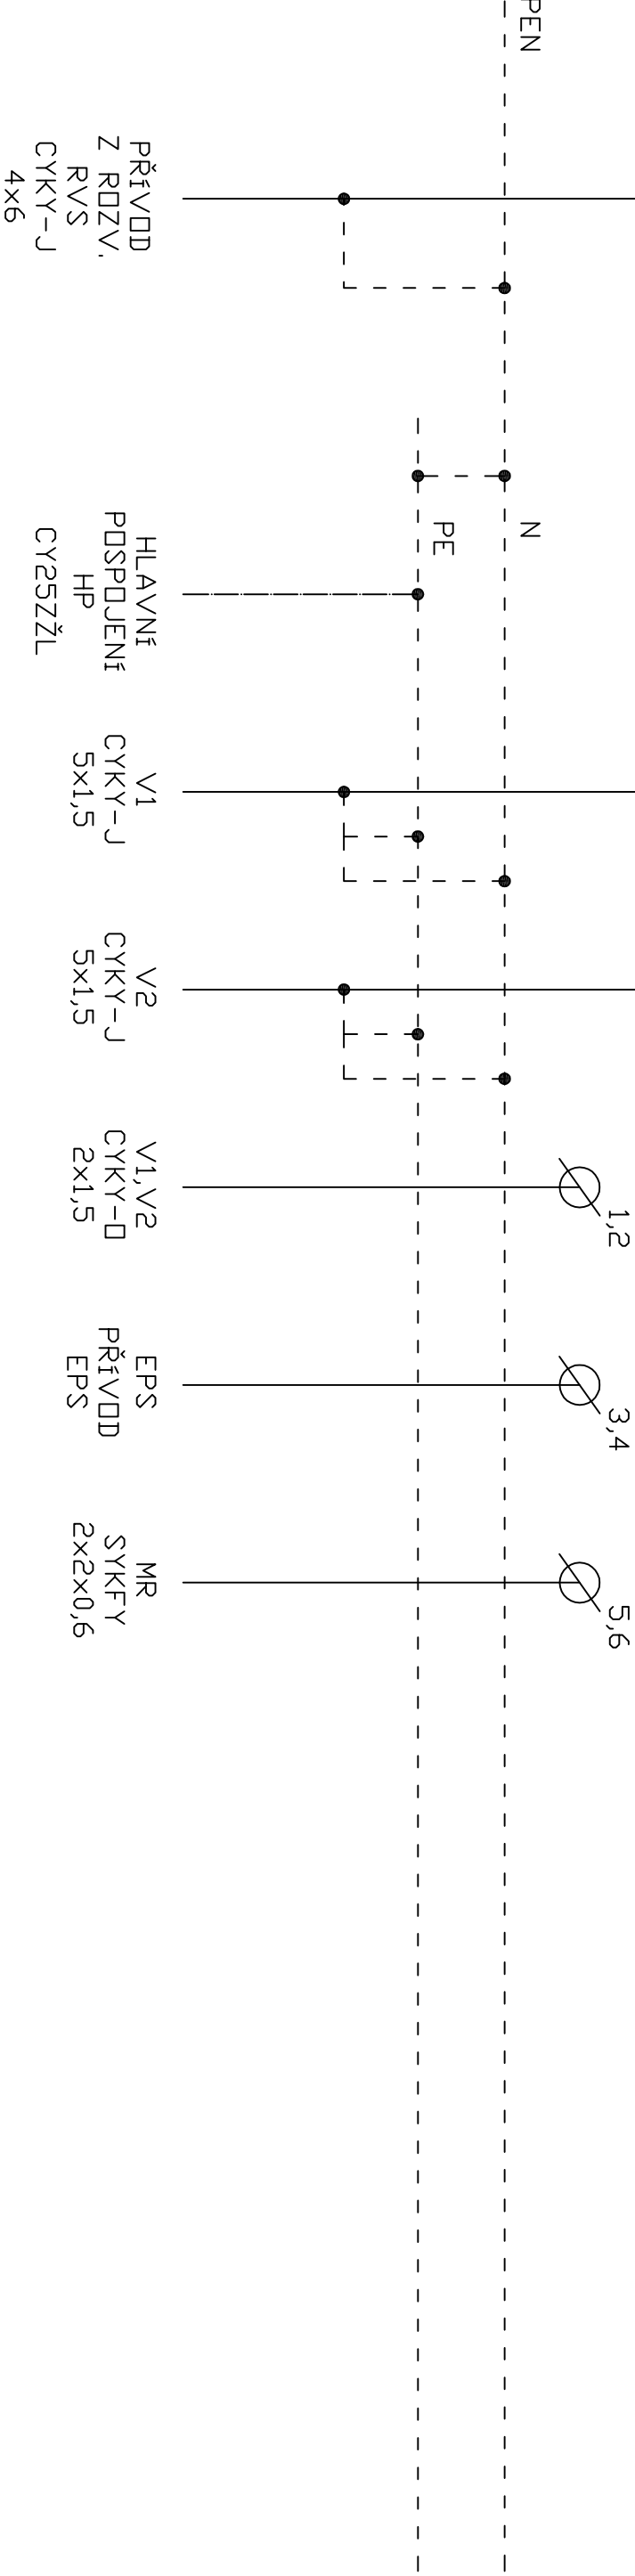 PEN
PŘÍVOD
Z ROZV.
RVS
CYKY-J
4x6
N
PE
HLAVNÍ
POSPOJENÍ
HP
CY25ZŽL
V1
CYKY-J
5x1,5
V2
CYKY-J
5x1,5
1,2
V1,V2
CYKY-O
2x1,5
3,4
EPS
PŘÍVOD
EPS
5,6
MR
SYKFY
2x2x0,6